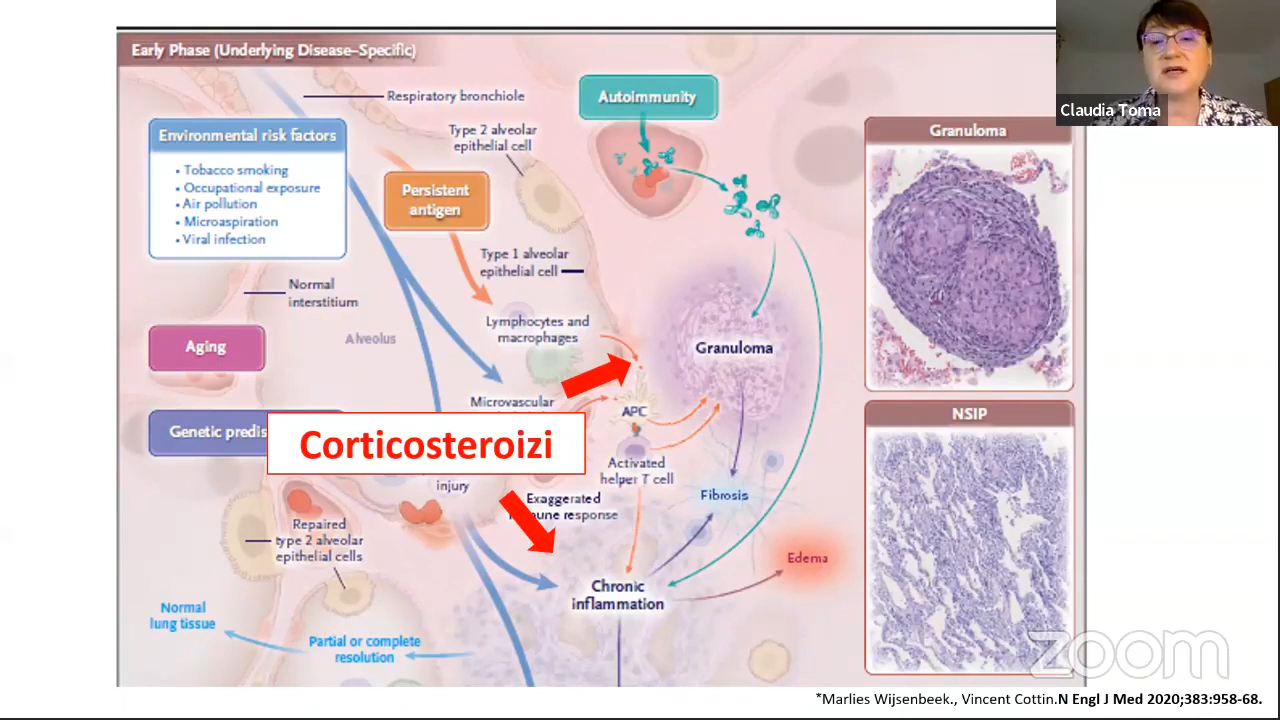 Early Phase (Underlying Disease–Specific)
Respiratory bronchiole
Autoimmunity
Claudia Toma
Environmental risk factors
• Tobacco smoking
• Occupational exposure
• Air pollution
• Microaspiration
• Viral infection
Type 2 alveolar
epithelial cell
Persistent
antigen
Granuloma
Type 1 alveolar
epithelial cell
Normal
interstitium
Lymphocytes and
macrophages
Alveolus
Aging
Granuloma
Microvascular
APC
Genetic
Corticosteroizi
NSIP
Activated
helper T cell
injury
Exaggerated
response
Fibrosis
Repaired
type 2 alveolar
epithelial cells
Edema
Chronic
inflammation
Normal
lung tissue
Partial or complete
resolution
zoom
*Marlies Wijsenbeek., Vincent Cottin.N Engl J Med 2020;383:958-68.